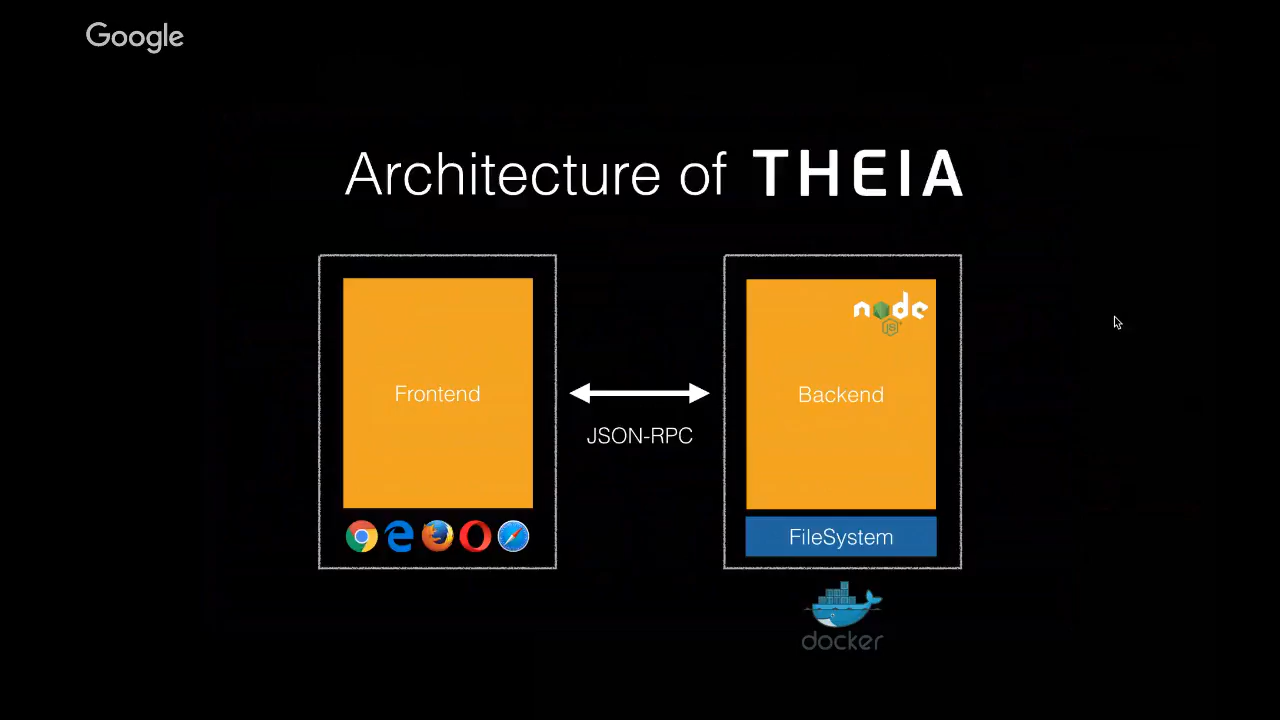 Google
Architecture of THEIA
node
JS
Frontend
Backend
JSON-RPC
FileSystem
docker